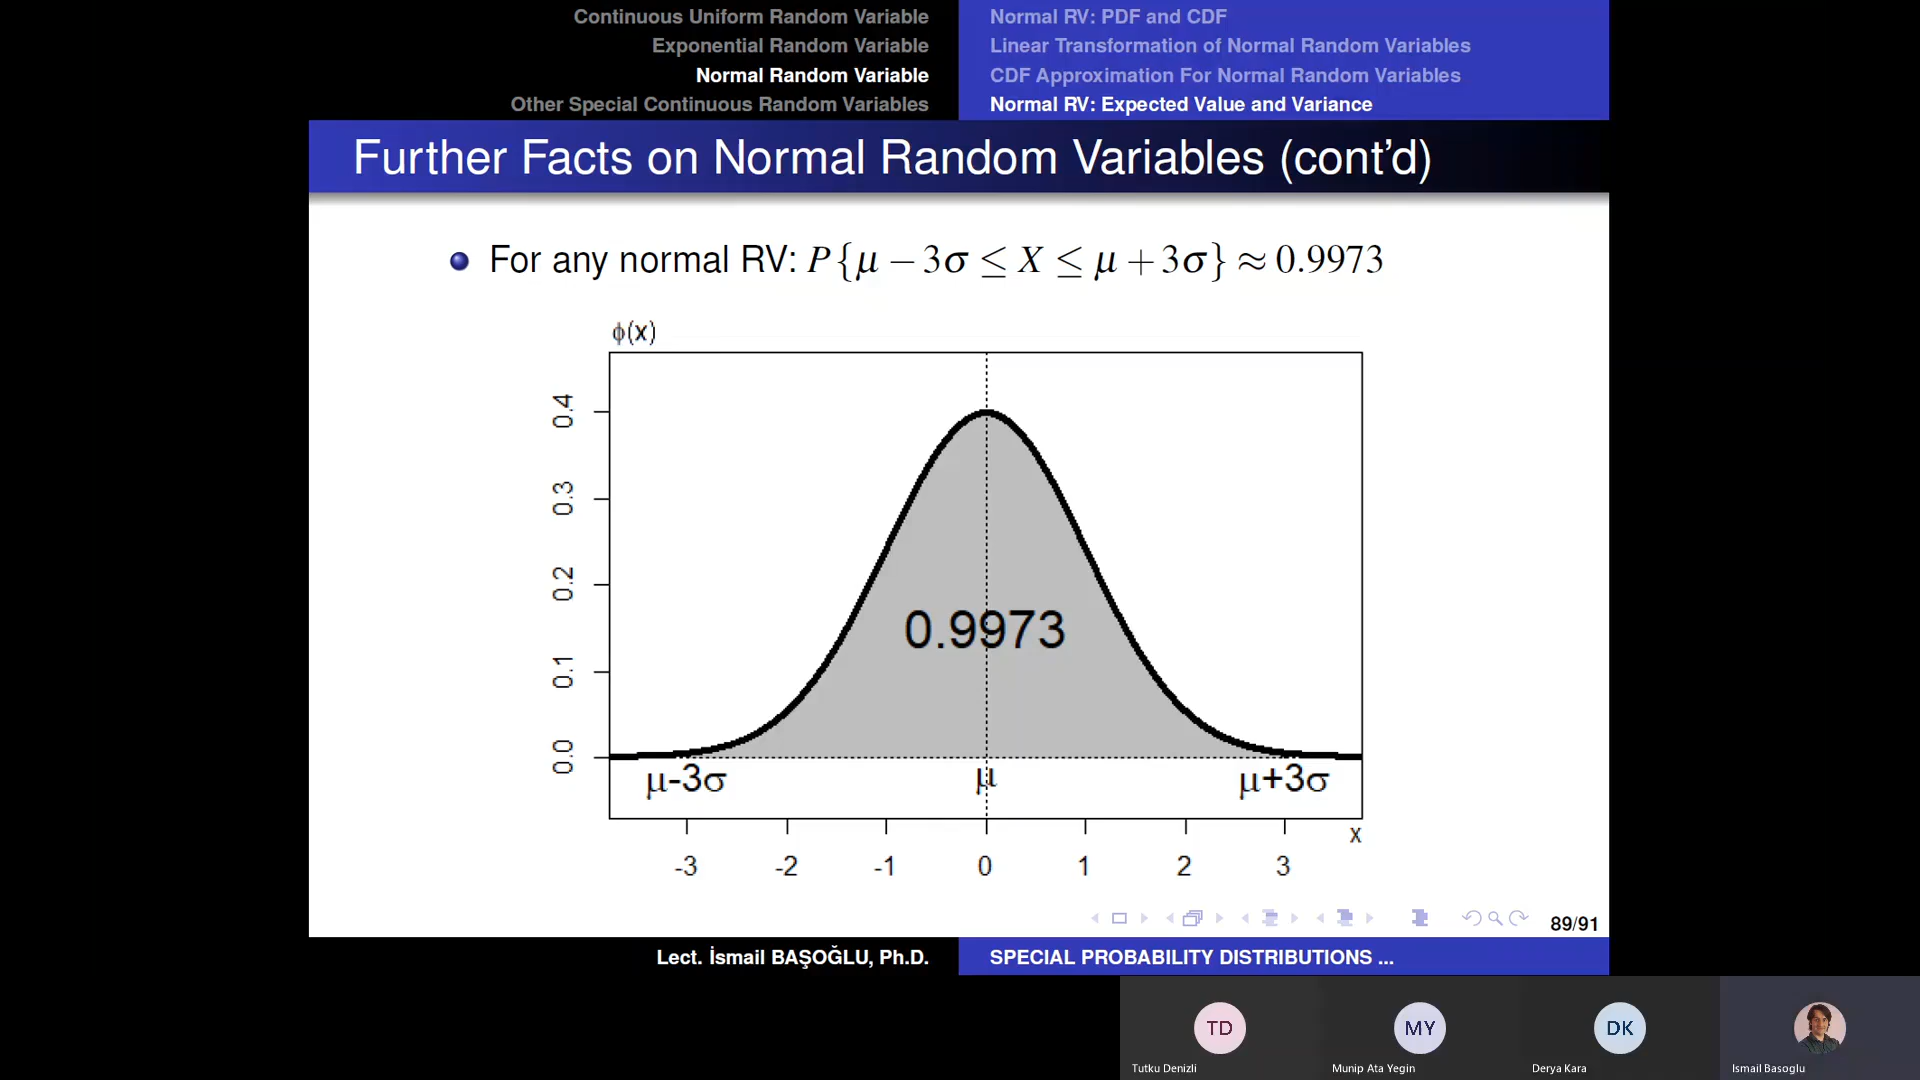 Continuous Uniform Random Variable
Exponential Random Variable
Normal Random Variable
Other Special Continuous Random Variables
Normal RV: PDF and CDF
Linear Transformation of Normal Random Variables
CDF Approximation For Normal Random Variables
Normal RV: Expected Value and Variance
Further Facts on Normal Random Variables (cont'd)
For any normal RV: P{μ − 3σ ≤ X ≤ μ + 3σ} ≈ 0.9973
ϕ(x)
0.4
0.3
0.2
0.1
0.0
0.9973
μ-3σ μ μ+3σ
x
-3 -2 -1 0 1 2 3
89/91
Lect. İsmail BAŞOĞLU, Ph.D.
SPECIAL PROBABILITY DISTRIBUTIONS ...
TD MY DK
Tutku Denizli Munip Ata Yegin Derya Kara Ismail Basoglu